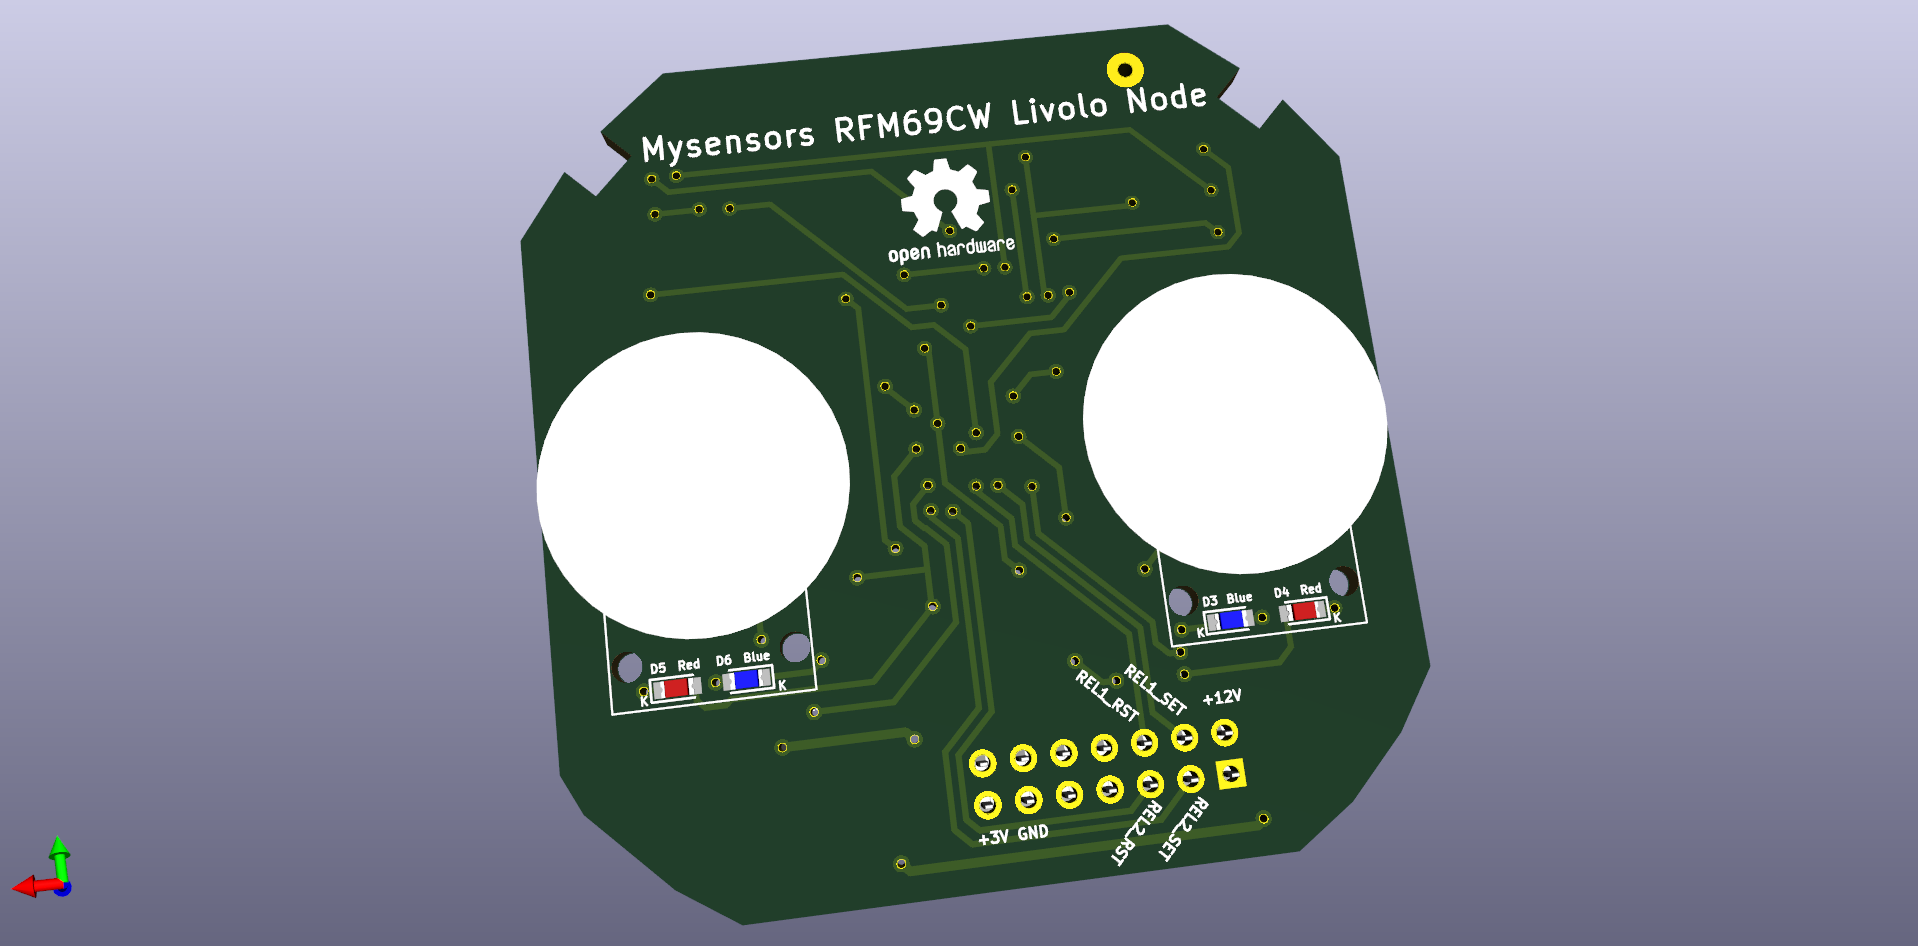 Mysensors RFM69CW Livolo Node
open hardware
D3 Blue D4 Red
K K
D5 Red D6 Blue
K K
REL1_RST REL1_SET +12V
+3V GND REL2_RST REL2_SET